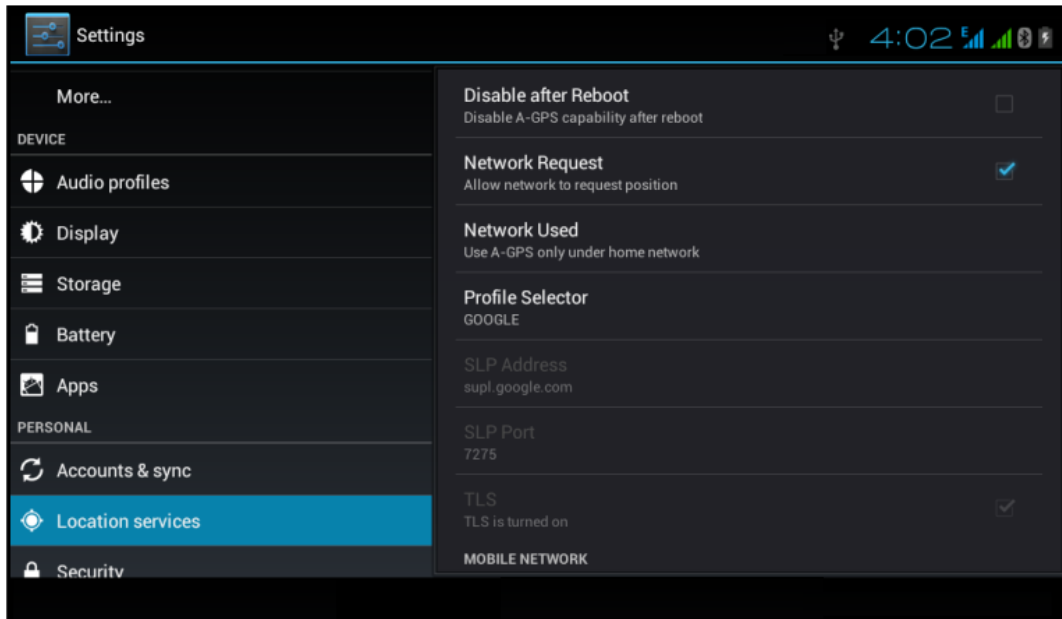 Settings
4:02
E
More...
DEVICE
Audio profiles
Display
Storage
Battery
Apps
PERSONAL
Accounts & sync
Location services
Security
Disable after Reboot
Disable A-GPS capability after reboot
Network Request
Allow network to request position
Network Used
Use A-GPS only under home network
Profile Selector
GOOGLE
SLP Address
supl.google.com
SLP Port
7275
TLS
TLS is turned on
MOBILE NETWORK